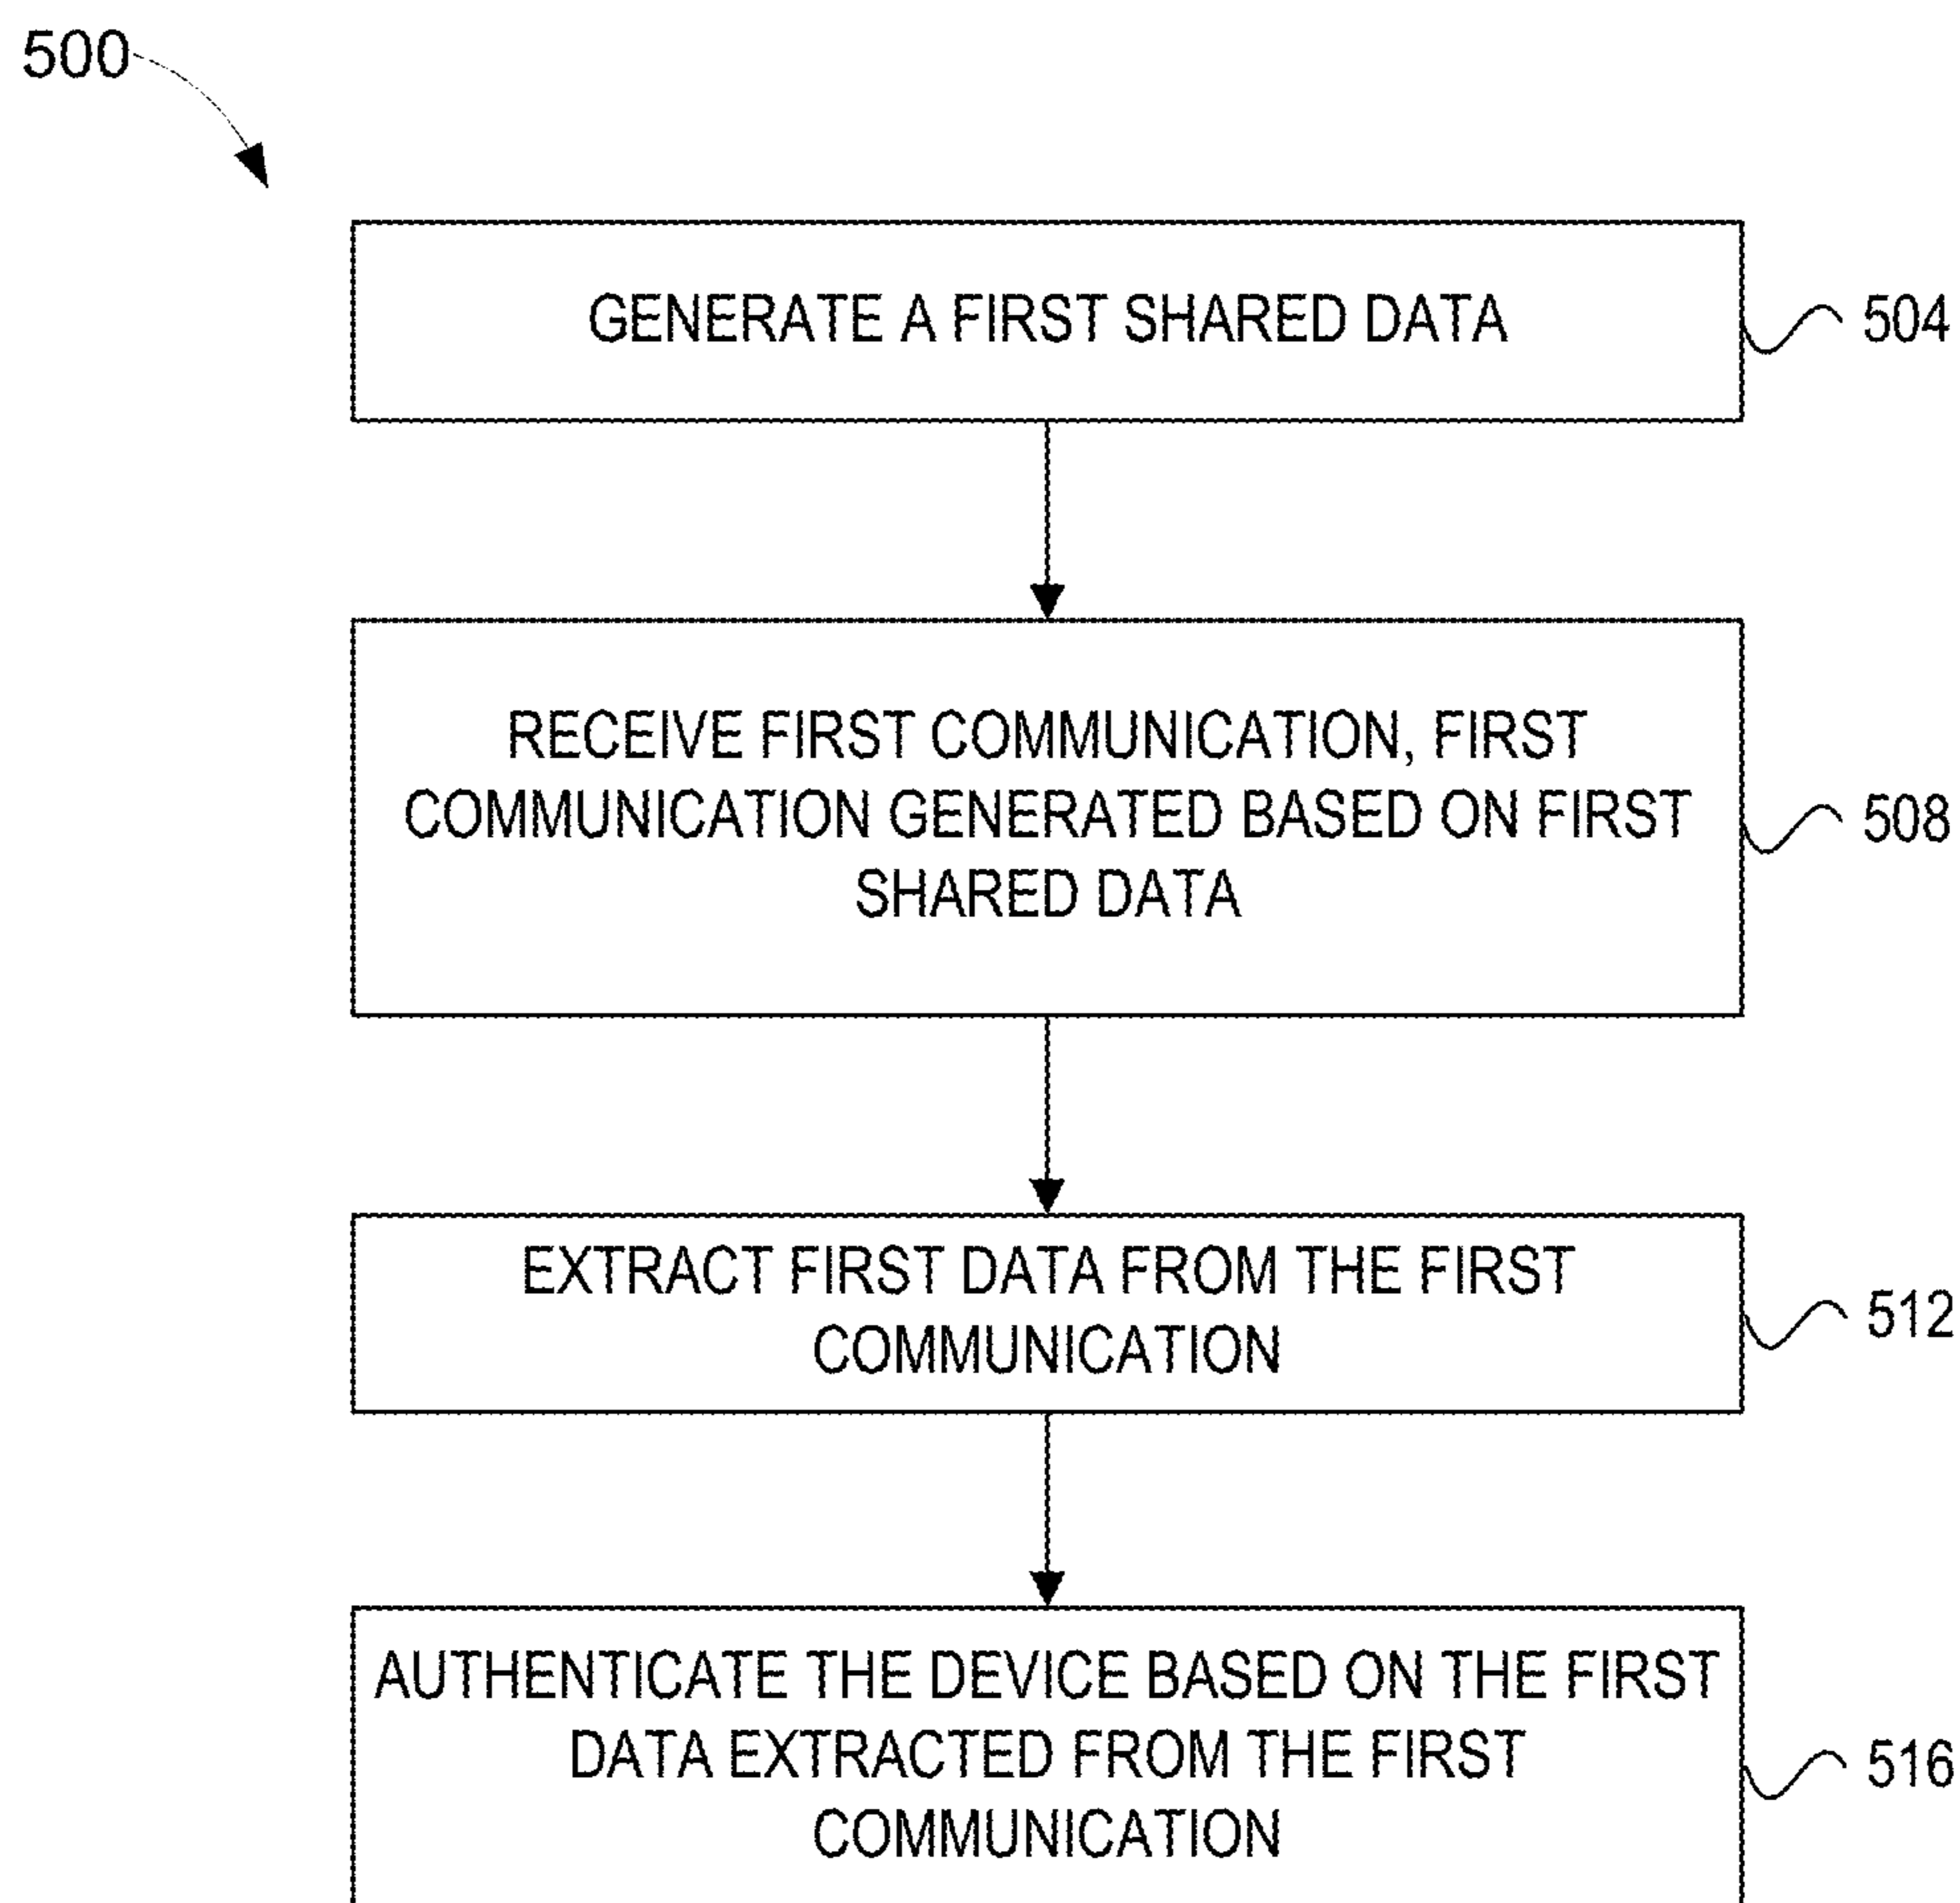 500
GENERATE A FIRST SHARED DATA
504
RECEIVE FIRST COMMUNICATION, FIRST
COMMUNICATION GENERATED BASED ON FIRST
SHARED DATA
508
EXTRACT FIRST DATA FROM THE FIRST
COMMUNICATION
512
AUTHENTICATE THE DEVICE BASED ON THE FIRST
DATA EXTRACTED FROM THE FIRST
COMMUNICATION
516